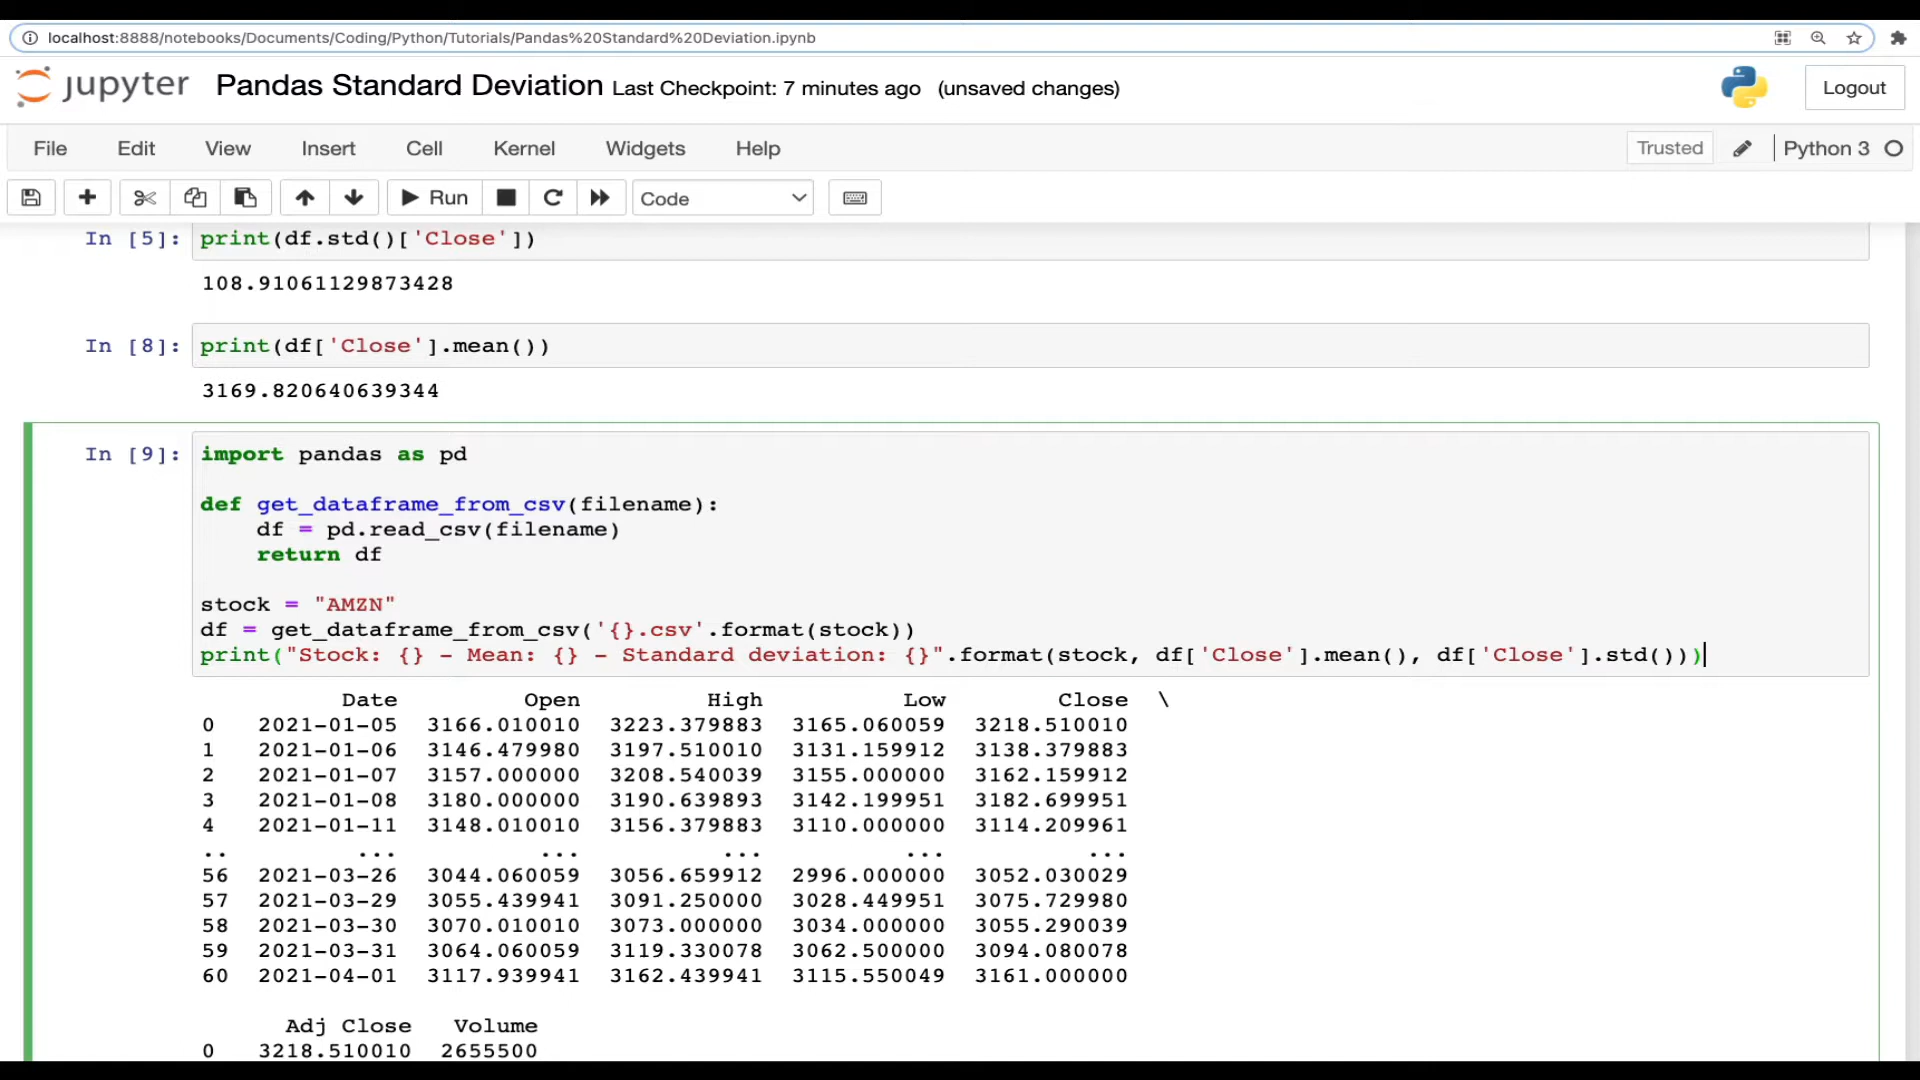 localhost:8888/notebooks/Documents/Coding/Python/Tutorials/Pandas%20Standard%20Deviation.ipynb
jupyter Pandas Standard Deviation Last Checkpoint: 7 minutes ago (unsaved changes) Logout
File Edit View Insert Cell Kernel Widgets Help Trusted Python 3
Run Code
In [5]: print(df.std()['Close'])
108.91061129873428
In [8]: print(df['Close'].mean())
3169.820640639344
In [9]: import pandas as pd
def get_dataframe_from_csv(filename):
    df = pd.read_csv(filename)
    return df
stock = "AMZN"
df = get_dataframe_from_csv('{}.csv'.format(stock))
print("Stock: {} - Mean: {} - Standard deviation: {}".format(stock, df['Close'].mean(), df['Close'].std()))
Date Open High Low Close \
0 2021-01-05 3166.010010 3223.379883 3165.060059 3218.510010
1 2021-01-06 3146.479980 3197.510010 3131.159912 3138.379883
2 2021-01-07 3157.000000 3208.540039 3155.000000 3162.159912
3 2021-01-08 3180.000000 3190.639893 3142.199951 3182.699951
4 2021-01-11 3148.010010 3156.379883 3110.000000 3114.209961
.. ... ... ... ... ...
56 2021-03-26 3044.060059 3056.659912 2996.000000 3052.030029
57 2021-03-29 3055.439941 3091.250000 3028.449951 3075.729980
58 2021-03-30 3070.010010 3073.000000 3034.000000 3055.290039
59 2021-03-31 3064.060059 3119.330078 3062.500000 3094.080078
60 2021-04-01 3117.939941 3162.439941 3115.550049 3161.000000
Adj Close Volume
0 3218.510010 2655500